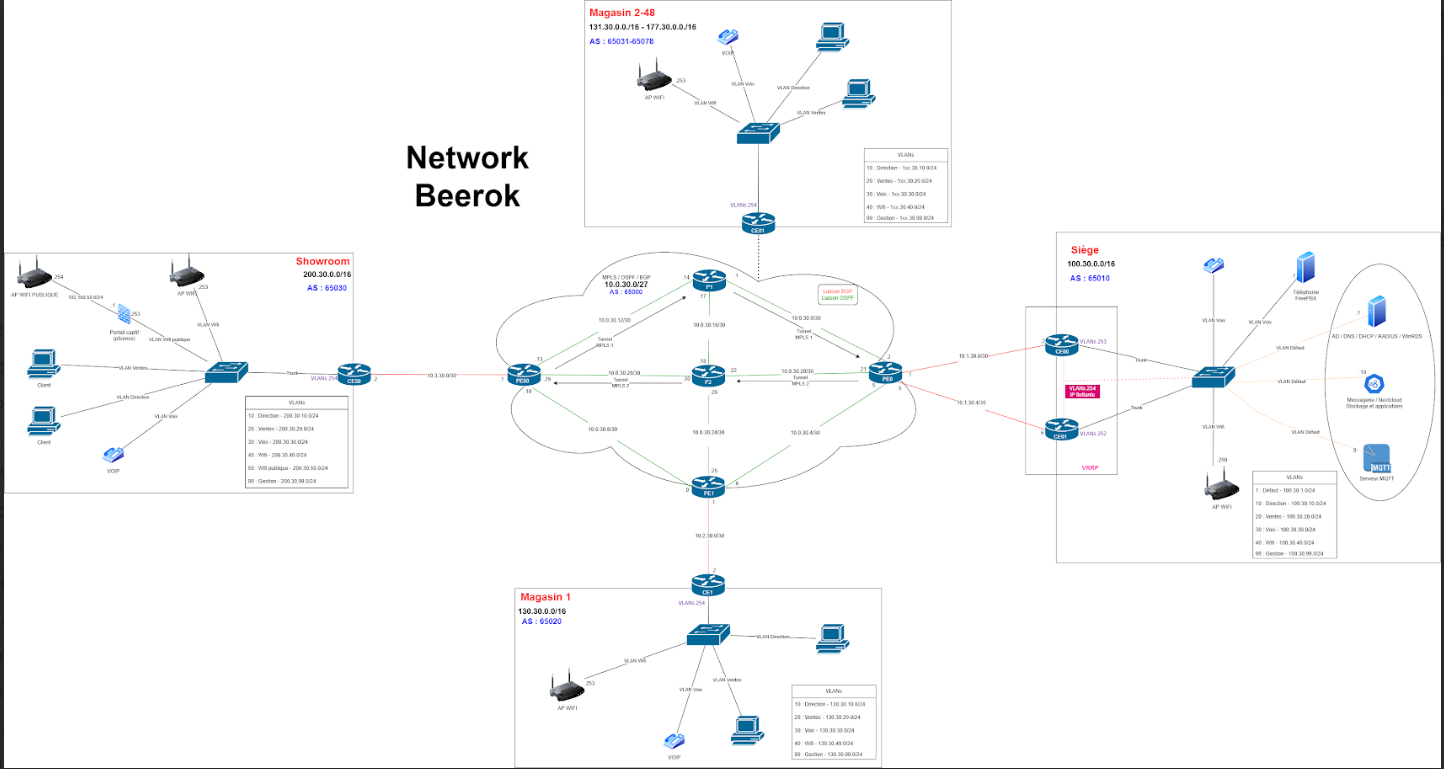 Network
Beerok
Magasin 2-48
131.30.0.0./16 - 177.30.0.0./16
AS : 65031-65078
VOIP
.253
AP WIFI
VLAN Voix
VLAN Direction
VLAN Wifi
VLAN Ventes
VLANs
10 : Direction - 1xx.30.10.0/24
20 : Ventes - 1xx.30.20.0/24
30 : Voix - 1xx.30.30.0/24
40 : Wifi - 1xx.30.40.0/24
99 : Gestion - 1xx.30.99.0/24
VLANs.254
CE01
Showroom
200.30.0.0/16
AS : 65030
.254
AP WIFI PUBLIQUE
192.168.50.0/24
.253
AP WIFI
.253
Portail captif
(pfsense)
VLAN Wifi
VLAN Wifi publique
Client
VLAN Ventes
Trunk
VLANs.254
CE50
.2
VLAN Direction
Client
VLAN Voix
VOIP
VLANs
10 : Direction - 200.30.10.0/24
20 : Ventes - 200.30.20.0/24
30 : Voix - 200.30.30.0/24
40 : Wifi - 200.30.40.0/24
50 : Wifi publique - 200.30.50.0/24
99 : Gestion - 200.30.99.0/24
10.3.30.0/30
MPLS / OSPF / BGP
10.0.30.0/27
AS : 65000
.14
P1
.1
.17
Liaison BGP
Liaison OSPF
10.0.30.12/30
Tunnel
MPLS 1
10.0.30.16/30
10.0.30.0/30
Tunnel
MPLS 1
.13
.1
PE50
.29
.10
10.0.30.28/30
Tunnel
MPLS 2
.18
.30
P2
.22
.26
10.0.30.20/30
Tunnel
MPLS 2
.2
.21
PE0
.1
.5
.5
10.0.30.8/30
10.0.30.24/30
10.0.30.4/30
.25
.9
PE1
.6
.1
10.1.30.0/30
10.1.30.4/30
10.2.30.0/30
Siège
100.30.0.0/16
AS : 65010
CE00
VLANs.253
VLANs.254
IP flottante
CE01
VLANs.252
VRRP
.6
Trunk
Trunk
VLAN Voix
VLAN Voix
.1
Téléphonie
FreePBX
.1
AD / DNS / DHCP / RADIUS / WinRDS
VLAN Défaut
VLAN Défaut
.10
Messagerie / Nextcloud
Stockage et applications
VLAN Défaut
MQTT
Serveur MQTT
VLAN Wifi
AP WIFI
VLANs
1 : Défaut - 100.30.1.0/24
10 : Direction - 100.30.10.0/24
20 : Ventes - 100.30.20.0/24
30 : Voix - 100.30.30.0/24
40 : Wifi - 100.30.40.0/24
99 : Gestion - 100.30.99.0/24
.2
CE1
VLANs.254
Magasin 1
130.30.0.0/16
AS : 65020
VLAN Direction
VLAN Wifi
.253
AP WIFI
VLAN Voix
VLAN Ventes
VOIP
VLANs
10 : Direction - 130.30.10.0/24
20 : Ventes - 130.30.20.0/24
30 : Voix - 130.30.30.0/24
40 : Wifi - 130.30.40.0/24
99 : Gestion - 130.30.99.0/24